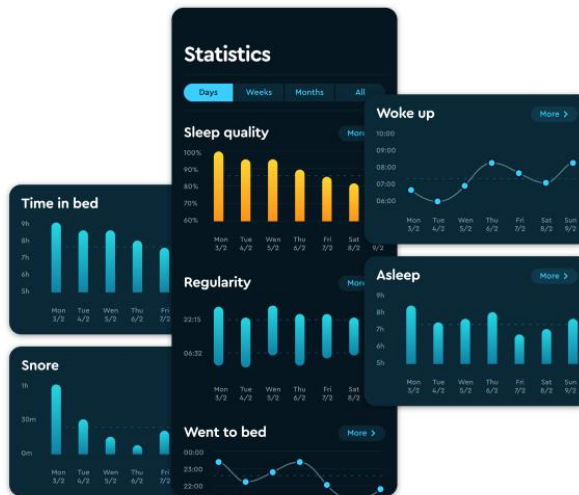 Statistics
Days Weeks Months All
Sleep quality
100%
90%
80%
70%
60%
Mon Tue Wen Thu Fri Sat
3/2 4/2 5/2 6/2 7/2 8/2 9/2
Regularity
22:15
06:32
Mon Tue Wen Thu Fri Sat
3/2 4/2 5/2 6/2 7/2 8/2
Went to bed More >
00:00
23:00
22:00
Time in bed
9h
8h
7h
6h
5h
Mon Tue Wen Thu Fri
3/2 4/2 5/2 6/2 7/2
Snore
1h
30m
0m
Mon Tue Wen Thu Fri
3/2 4/2 5/2 6/2 7/2
Woke up More >
10:00
09:00
08:00
07:00
06:00
Mon Tue Wen Thu Fri Sat Sun
3/2 4/2 5/2 6/2 7/2 8/2 9/2
Asleep More >
9h
8h
7h
6h
5h
Mon Tue Wen Thu Fri Sat Sun
3/2 4/2 5/2 6/2 7/2 8/2 9/2